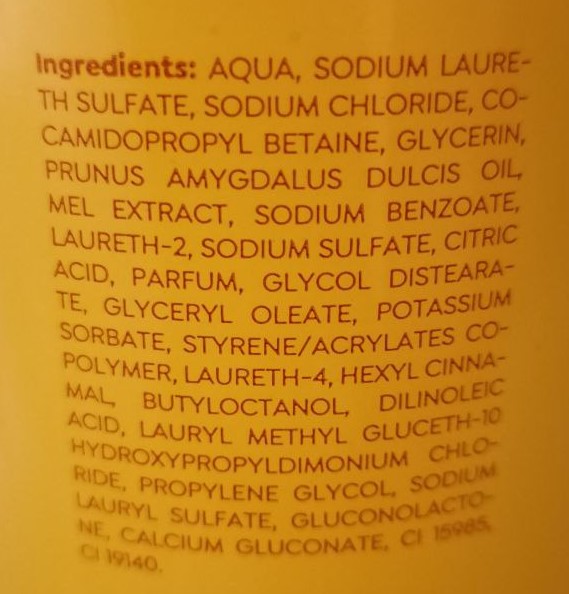 Ingredients: AQUA, SODIUM LAURE-
TH SULFATE, SODIUM CHLORIDE, CO-
CAMIDOPROPYL BETAINE, GLYCERIN,
PRUNUS AMYGDALUS DULCIS OIL,
MEL EXTRACT, SODIUM BENZOATE,
LAURETH-2, SODIUM SULFATE, CITRIC
ACID, PARFUM, GLYCOL DISTEARA-
TE, GLYCERYL OLEATE, POTASSIUM
SORBATE, STYRENE/ACRYLATES CO-
POLYMER, LAURETH-4, HEXYL CINNA-
MAL, BUTYLOCTANOL, DILINOLEIC
ACID, LAURYL METHYL GLUCETH-10
HYDROXYPROPYLDIMONIUM CHLO-
RIDE, PROPYLENE GLYCOL, SODIUM
LAURYL SULFATE, GLUCONOLACTO-
NE, CALCIUM GLUCONATE, CI 15985,
CI 19140.